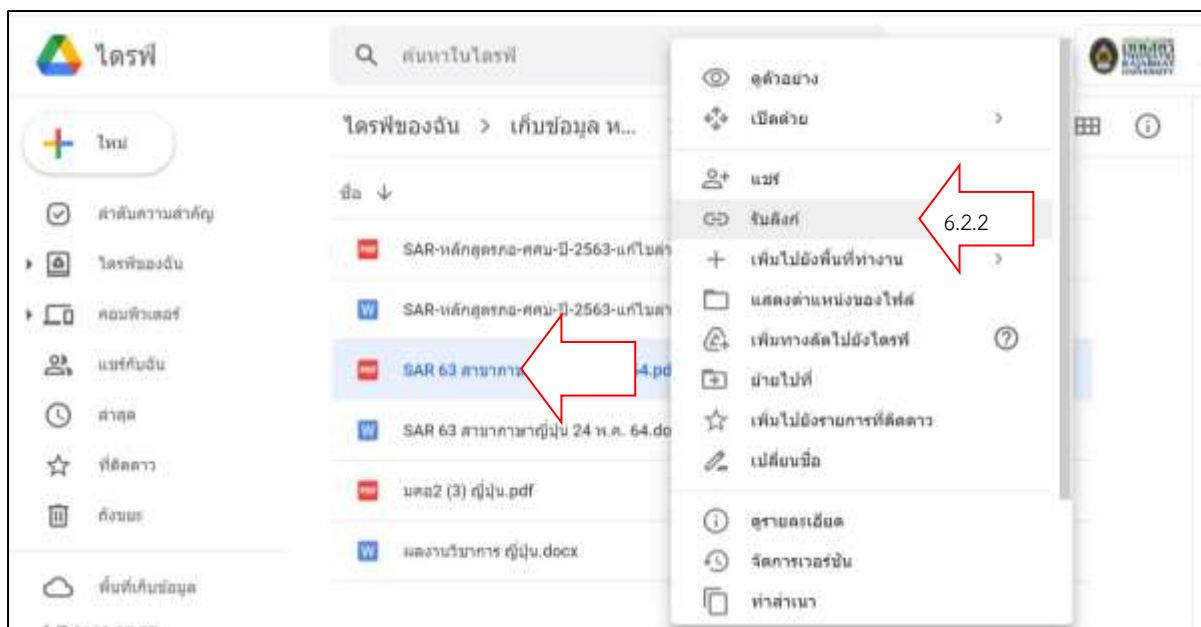 ไดรฟ์
ค้นหาในไดรฟ์
RAJABHAT
UNIVERSITY
ใหม่
ลำดับความสำคัญ
ไดรฟ์ของฉัน
คอมพิวเตอร์
แชร์กับฉัน
ล่าสุด
ที่ติดดาว
ถังขยะ
พื้นที่เก็บข้อมูล
ไดรฟ์ของฉัน > เก็บข้อมูล ห...
ชื่อ
SAR-หลักสูตรกอ-ศศม-ปี-2563-แก้ไขล่า
SAR-หลักสูตรกอ-ศศม-ปี-2563-แก้ไขล่า
SAR 63 สาขาภา 64.pd
SAR 63 สาขาภาษาญี่ปุ่น 24 พ.ค. 64.do
มคอ2 (3) ญี่ปุ่น.pdf
ผลงานวิชาการ ญี่ปุ่น.docx
ดูตัวอย่าง
เปิดด้วย
แชร์
รับลิงก์
6.2.2
เพิ่มไปยังพื้นที่ทำงาน
แสดงตำแหน่งของไฟล์
เพิ่มทางลัดไปยังไดรฟ์
ย้ายไปที่
เพิ่มไปยังรายการที่ติดดาว
เปลี่ยนชื่อ
ดูรายละเอียด
จัดการเวอร์ชัน
ทำสำเนา